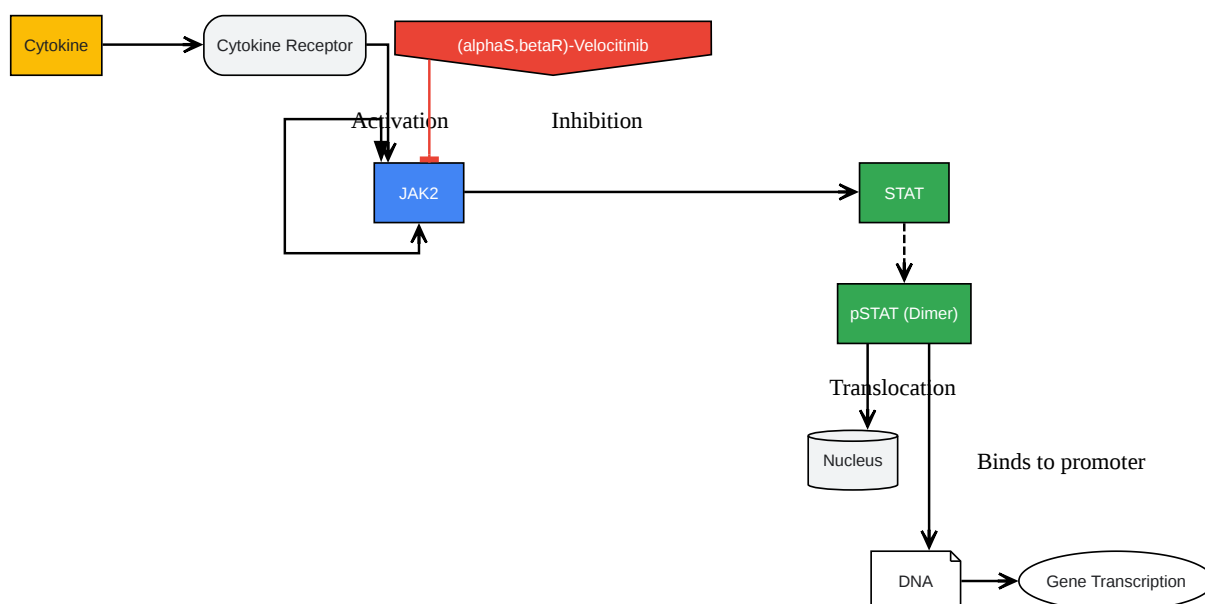 Cytokine
Cytokine Receptor
(alphaS,betaR)-Velocitinib
Activation
Inhibition
JAK2
STAT
pSTAT (Dimer)
Translocation
Nucleus
Binds to promoter
DNA
Gene Transcription